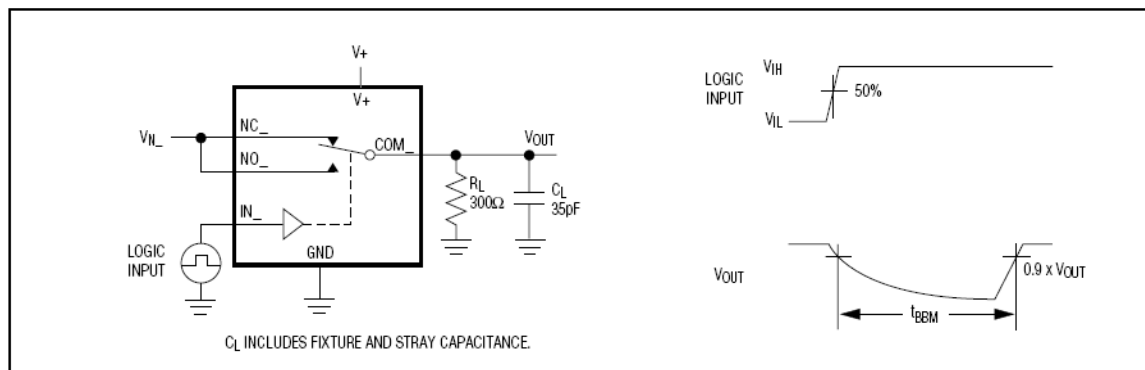 V+
V+
VN_
NC_
NO_
COM_
VOUT
RL
300Ω
CL
35pF
IN_
LOGIC
INPUT
GND
CL INCLUDES FIXTURE AND STRAY CAPACITANCE.
LOGIC
INPUT
VIH
VIL
50%
VOUT
0.9 x VOUT
tBBM